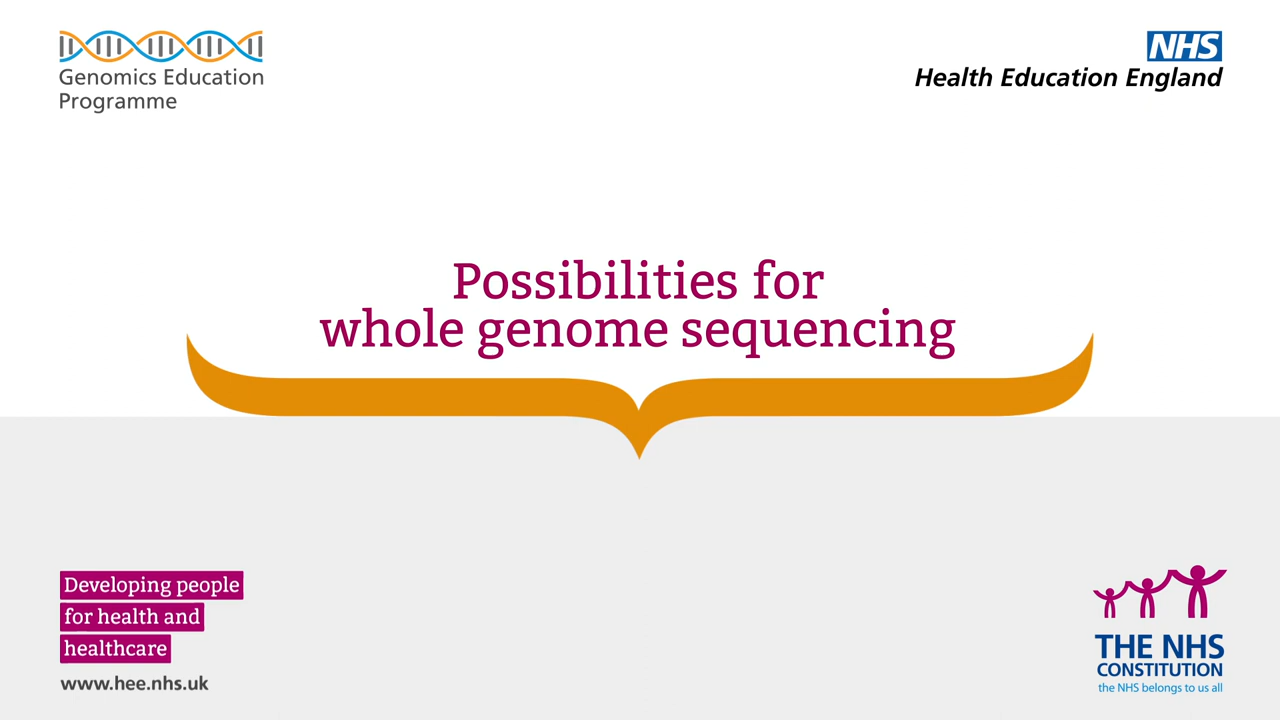 Genomics Education
Programme
NHS
Health Education England
Possibilities for
whole genome sequencing
Developing people
for health and
healthcare
www.hee.nhs.uk
THE NHS
CONSTITUTION
the NHS belongs to us all